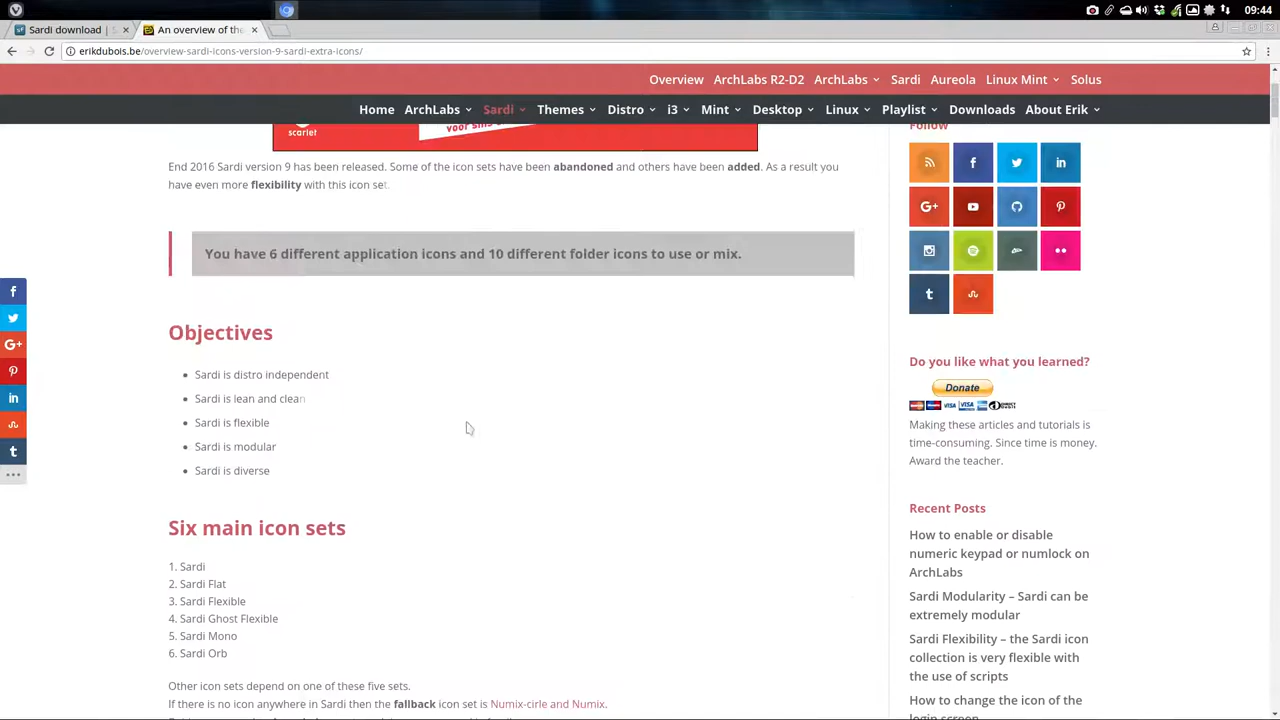 09:44
Sardi download | S
An overview of the
erikdubois.be/overview-sardi-icons-version-9-sardi-extra-icons/
Overview ArchLabs R2-D2 ArchLabs Sardi Aureola Linux Mint Solus
Home ArchLabs Sardi Themes Distro i3 Mint Desktop Linux Playlist Downloads About Erik
scarlet
voor
End 2016 Sardi version 9 has been released. Some of the icon sets have been abandoned and others have been added. As a result you
have even more flexibility with this icon set.
You have 6 different application icons and 10 different folder icons to use or mix.
Objectives
Sardi is distro independent
Sardi is lean and clean
Sardi is flexible
Sardi is modular
Sardi is diverse
Six main icon sets
1. Sardi
2. Sardi Flat
3. Sardi Flexible
4. Sardi Ghost Flexible
5. Sardi Mono
6. Sardi Orb
Other icon sets depend on one of these five sets.
If there is no icon anywhere in Sardi then the fallback icon set is Numix-cirle and Numix.
Follow
Do you like what you learned?
Donate
Making these articles and tutorials is
time-consuming. Since time is money.
Award the teacher.
Recent Posts
How to enable or disable
numeric keypad or numlock on
ArchLabs
Sardi Modularity – Sardi can be
extremely modular
Sardi Flexibility – the Sardi icon
collection is very flexible with
the use of scripts
How to change the icon of the
login screen